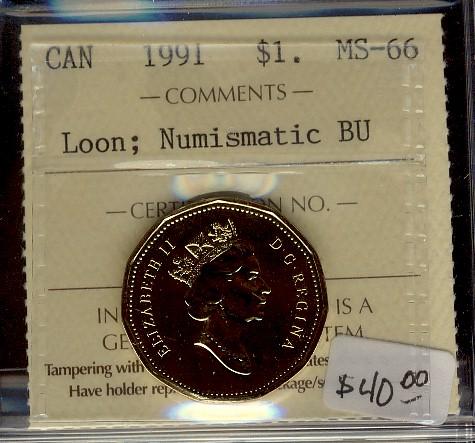 CAN 1991 $1. MS-66
— COMMENTS —
Loon; Numismatic BU
— CERT ON NO. —
ELIZABETH II D·G·REGINA
IN IS A
GE TEM
Tampering with
Have holder rep kage/s
$40.00